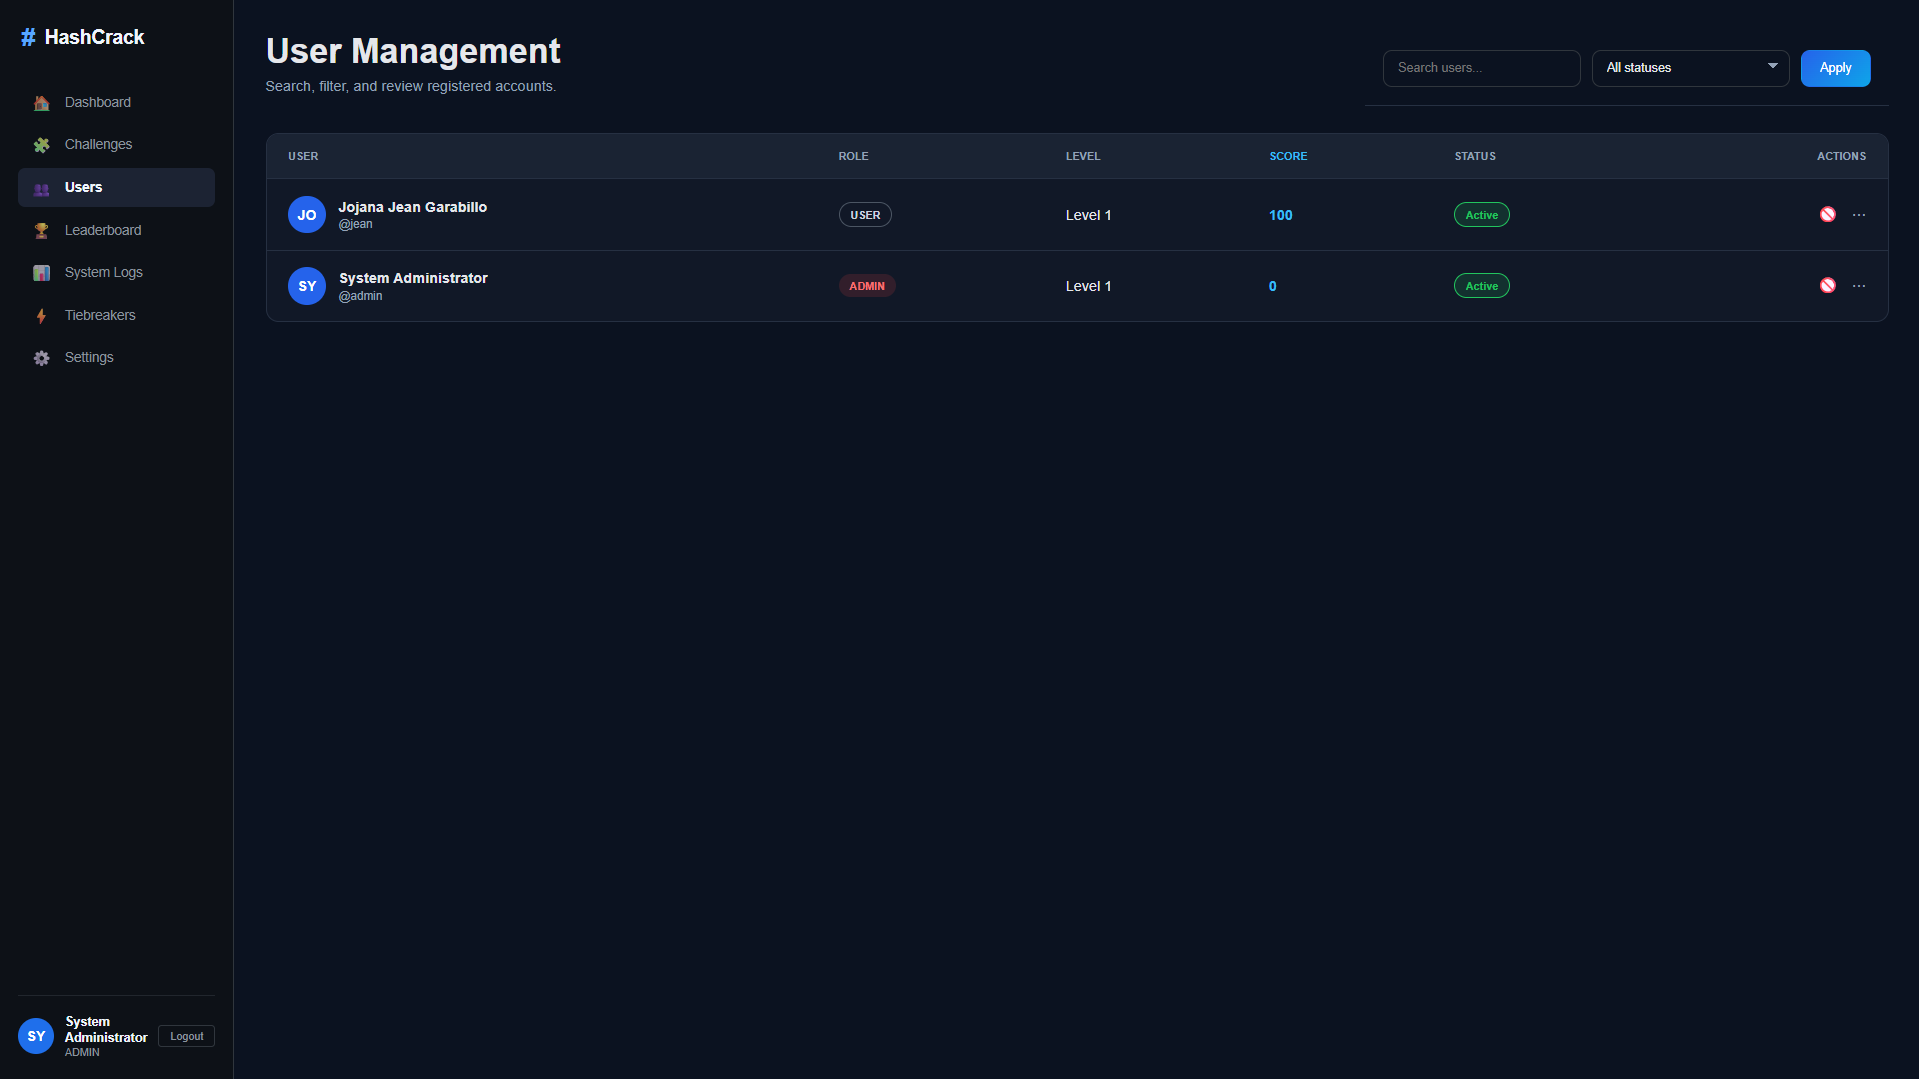 # HashCrack
Dashboard
Challenges
Users
Leaderboard
System Logs
Tiebreakers
Settings
SY
System
Administrator
ADMIN
Logout
User Management
Search, filter, and review registered accounts.
Search users...
All statuses
Apply
USER ROLE LEVEL SCORE STATUS ACTIONS
JO Jojana Jean Garabillo USER Level 1 100 Active ...
@jean
SY System Administrator ADMIN Level 1 0 Active ...
@admin